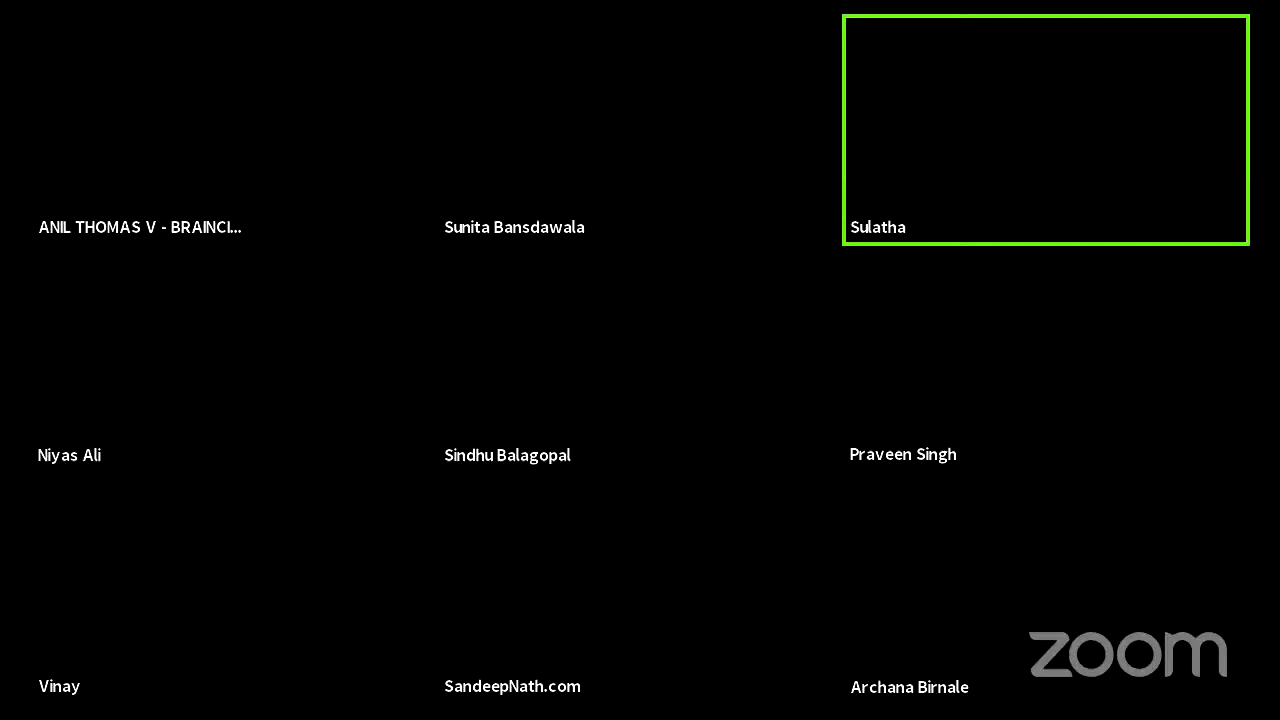 ANIL THOMAS V - BRAINCI...
Sunita Bansdawala
Sulatha
Niyas Ali
Sindhu Balagopal
Praveen Singh
Vinay
SandeepNath.com
Archana Birnale
zoom